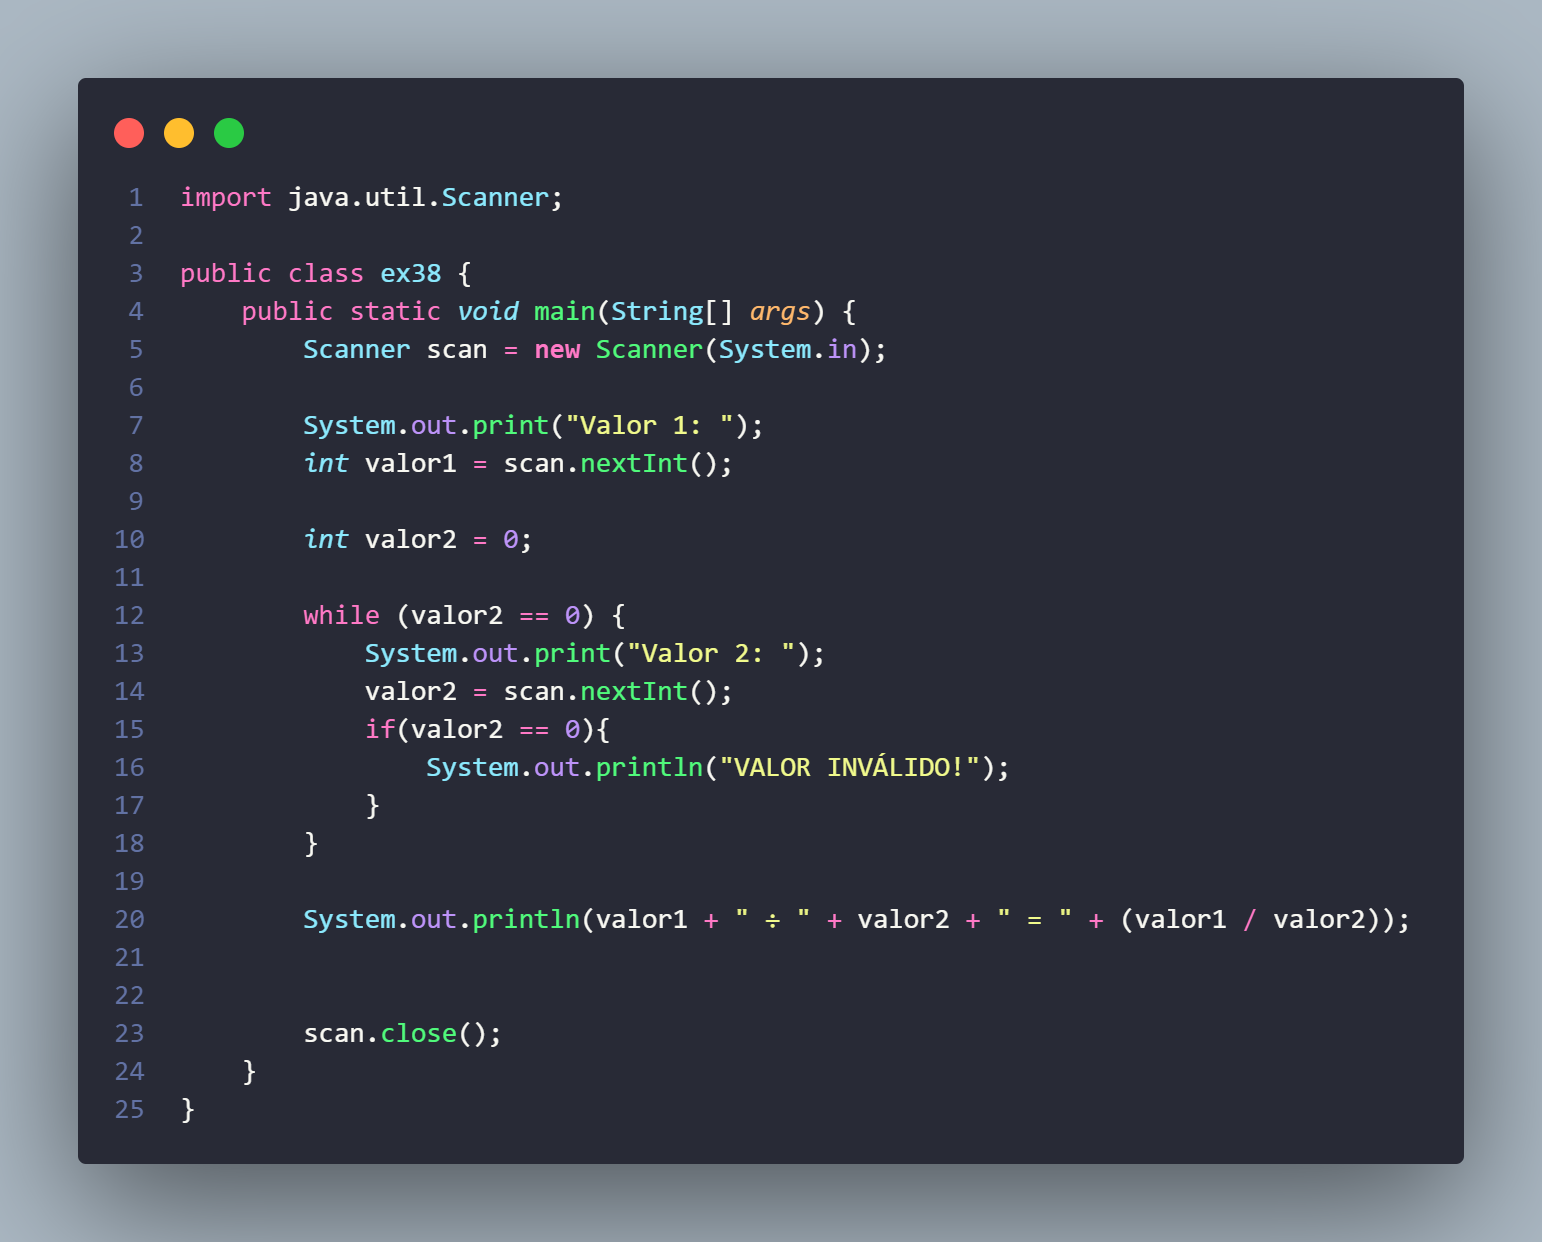 1 import java.util.Scanner;
2
3 public class ex38 {
4     public static void main(String[] args) {
5         Scanner scan = new Scanner(System.in);
6
7         System.out.print("Valor 1: ");
8         int valor1 = scan.nextInt();
9
10         int valor2 = 0;
11
12         while (valor2 == 0) {
13             System.out.print("Valor 2: ");
14             valor2 = scan.nextInt();
15             if(valor2 == 0){
16                 System.out.println("VALOR INVÁLIDO!");
17             }
18         }
19
20         System.out.println(valor1 + " ÷ " + valor2 + " = " + (valor1 / valor2));
21
22
23         scan.close();
24     }
25 }